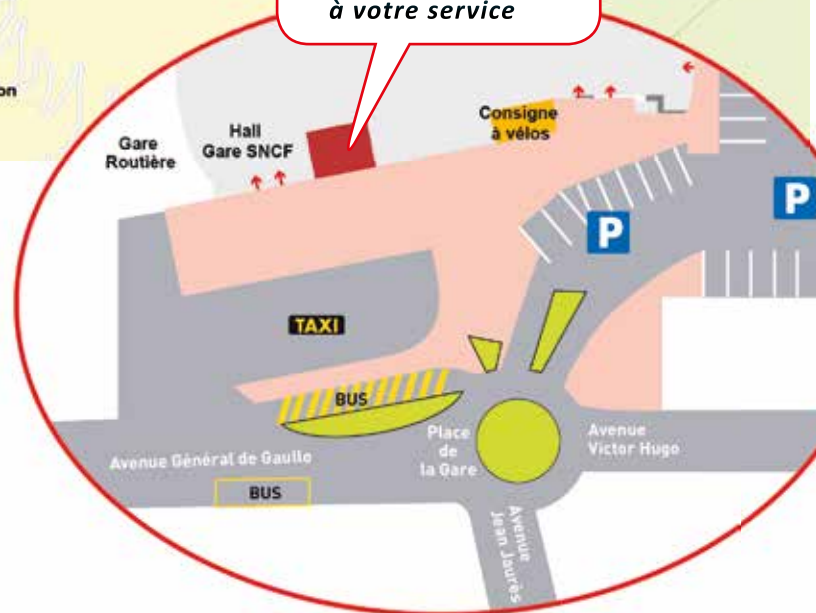 à votre service
on
Gare
Routière
Hall
Gare SNCF
Consigne
à vélos
P
P
TAXI
BUS
Place
de
la Gare
Avenue
Victor Hugo
Avenue Général de Gaulle
BUS
Avenue
Jean Jaurès